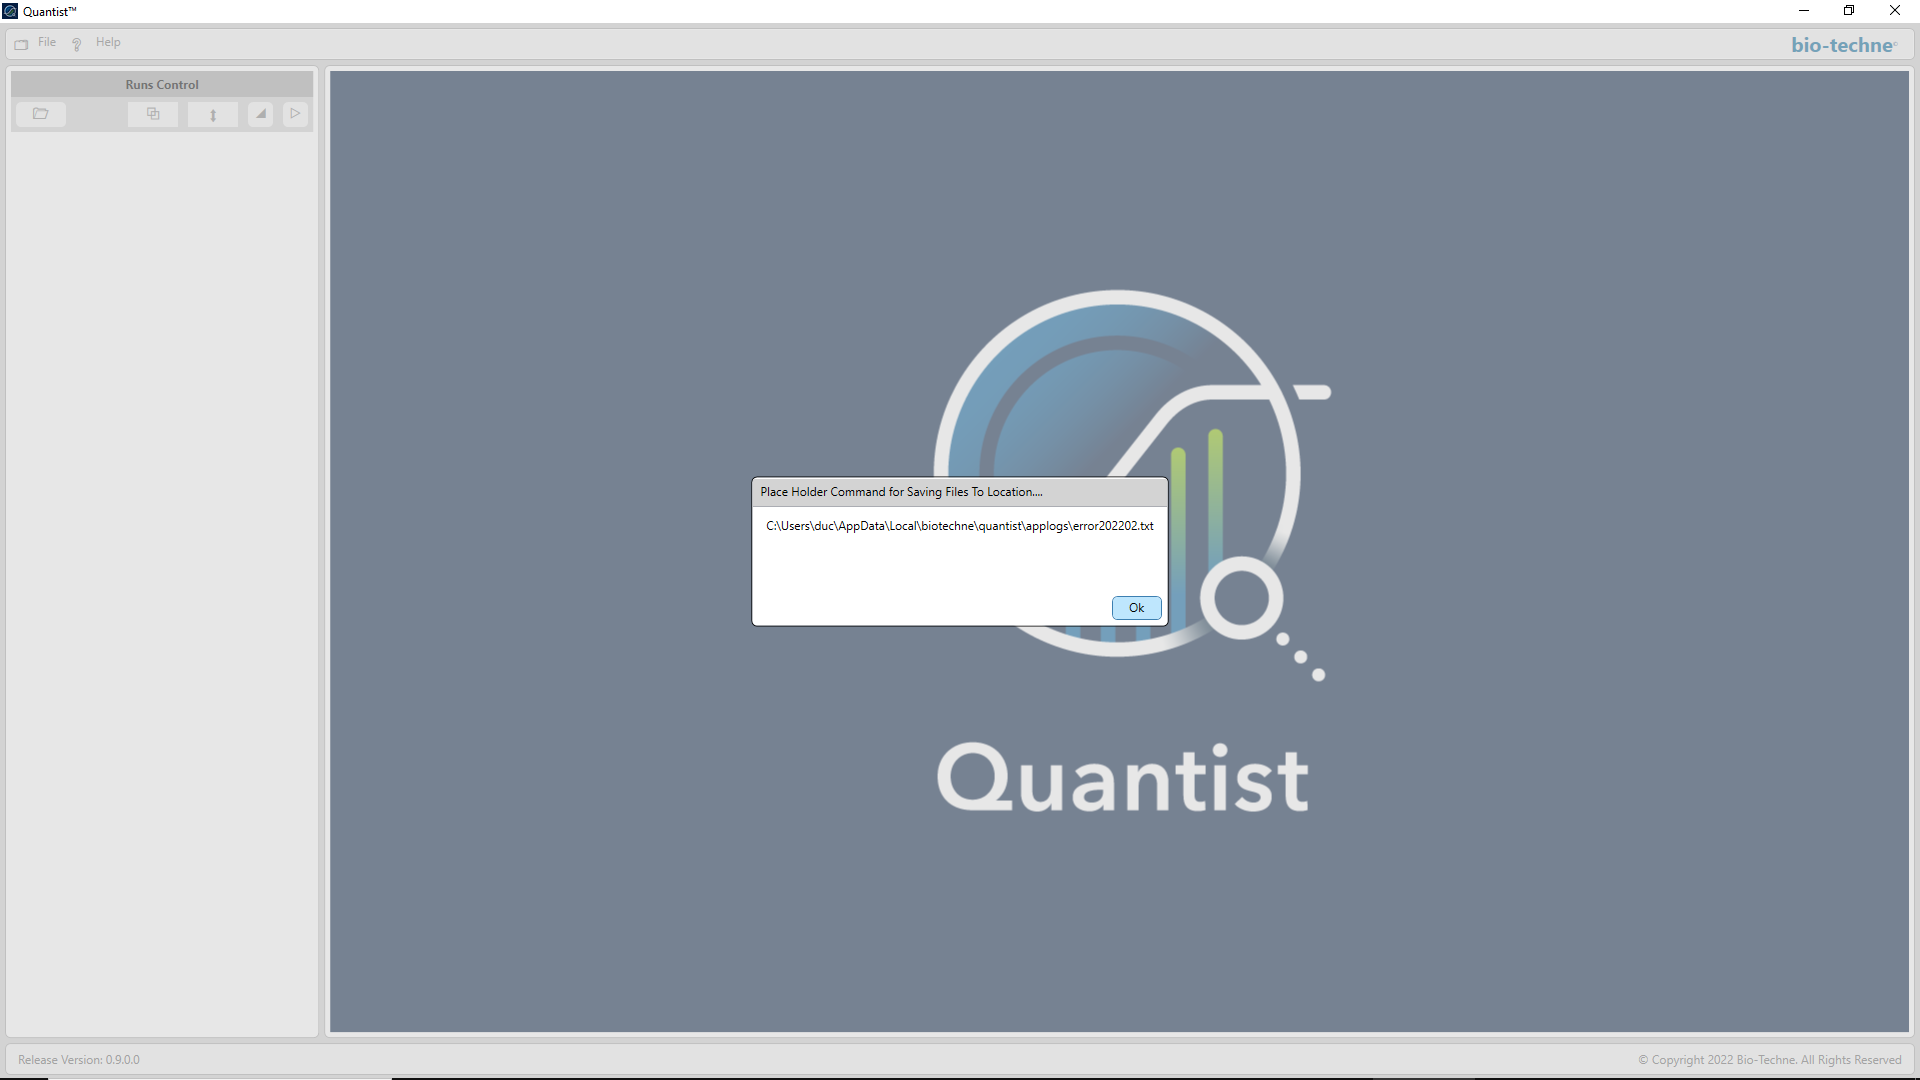 Quantist™
File
Help
bio-techne®
Runs Control
Place Holder Command for Saving Files To Location....
C:\Users\duc\AppData\Local\biotechne\quantist\applogs\error202202.txt
Ok
Quantist
Release Version: 0.9.0.0
© Copyright 2022 Bio-Techne. All Rights Reserved